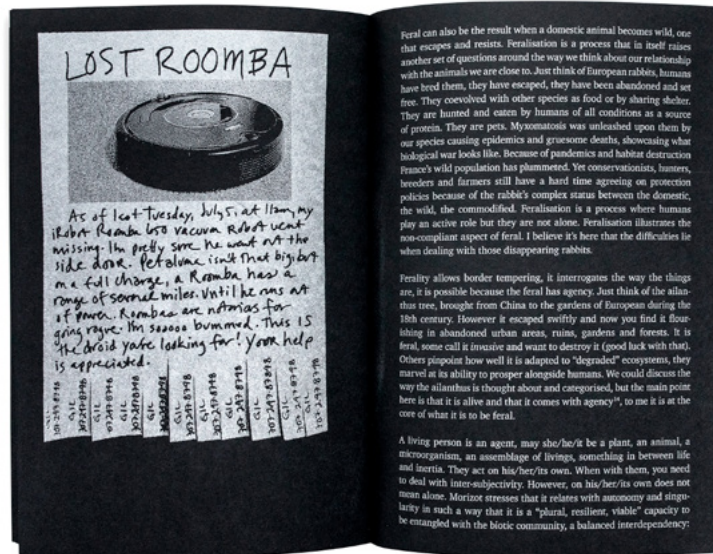 LOST ROOMBA
As of last Tuesday, July 5, at 11am, my
iRobot Roomba 650 vacuum Robot went
missing. I'm pretty sure he went out the
side door. Petaluma isn't that big, but
on a full charge, a Roomba has a
range of several miles. Until he runs out
of power. Roombas are notorias for
going rogue. I'm sooooo bummed. This IS
the droid you're looking for! Your help
is appreciated.
GIL
GIL
GIL
GIL
GIL
GIL
GIL
Feral can also be the result when a domestic animal becomes wild, one
that escapes and resists. Feralisation is a process that in itself raises
another set of questions around the way we think about our relationship
with the animals we are close to. Just think of European rabbits, humans
have bred them, they have escaped, they have been abandoned and set
free. They coevolved with other species as food or by sharing shelter.
They are hunted and eaten by humans of all conditions as a source
of protein. They are pets. Myxomatosis was unleashed upon them by
our species causing epidemics and gruesome deaths, showcasing what
biological war looks like. Because of pandemics and habitat destruction
France's wild population has plummeted. Yet conservationists, hunters,
breeders and farmers still have a hard time agreeing on protection
policies because of the rabbit's complex status between the domestic,
the wild, the commodified. Feralisation is a process where humans
play an active role but they are not alone. Feralisation illustrates the
non-compliant aspect of feral. I believe it's here that the difficulties lie
when dealing with those disappearing rabbits.
Ferality allows border tempering, it interrogates the way the things
are, it is possible because the feral has agency. Just think of the ailan-
thus tree, brought from China to the gardens of European during the
18th century. However it escaped swiftly and now you find it flour-
ishing in abandoned urban areas, ruins, gardens and forests. It is
feral, some call it invasive and want to destroy it (good luck with that).
Others pinpoint how well it is adapted to "degraded" ecosystems, they
marvel at its ability to prosper alongside humans. We could discuss the
way the ailanthus is thought about and categorised, but the main point
here is that it is alive and that it comes with agency, to me it is at the
core of what it is to be feral.
A living person is an agent, may she/he/it be a plant, an animal, a
microorganism, an assemblage of livings, something in between life
and inertia. They act on his/her/its own. When with them, you need
to deal with inter-subjectivity. However, on his/her/its own does not
mean alone. Morizot stresses that it relates with autonomy and singu-
larity in such a way that it is a "plural, resilient, viable" capacity to
be entangled with the biotic community, a balanced interdependency: